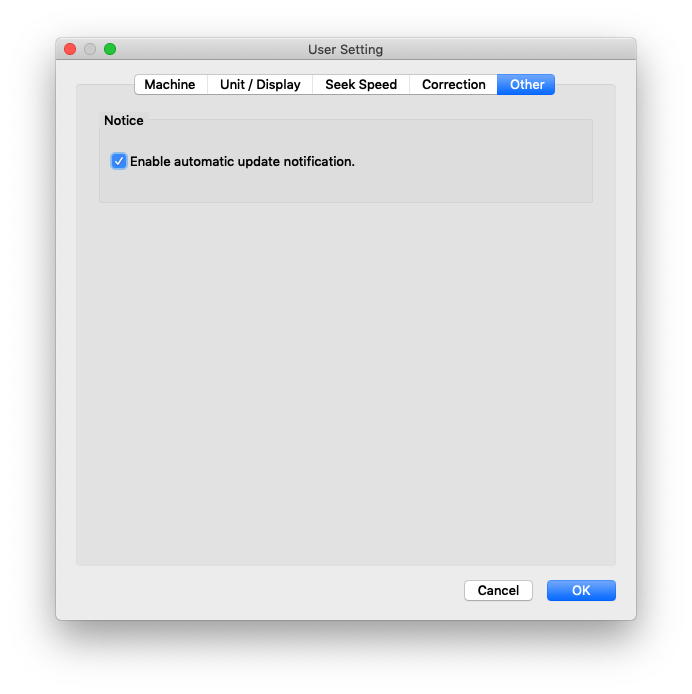 User Setting
Machine Unit / Display Seek Speed Correction Other
Notice
Enable automatic update notification.
Cancel OK